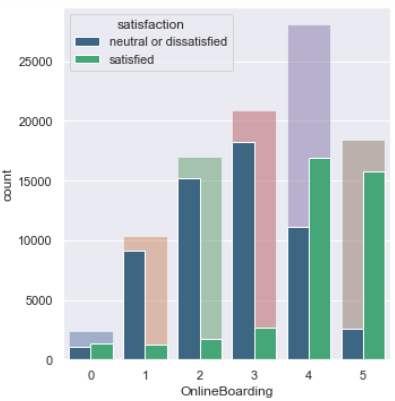 satisfaction
neutral or dissatisfied
satisfied
25000
20000
15000
10000
5000
0
count
0 1 2 3 4 5
OnlineBoarding